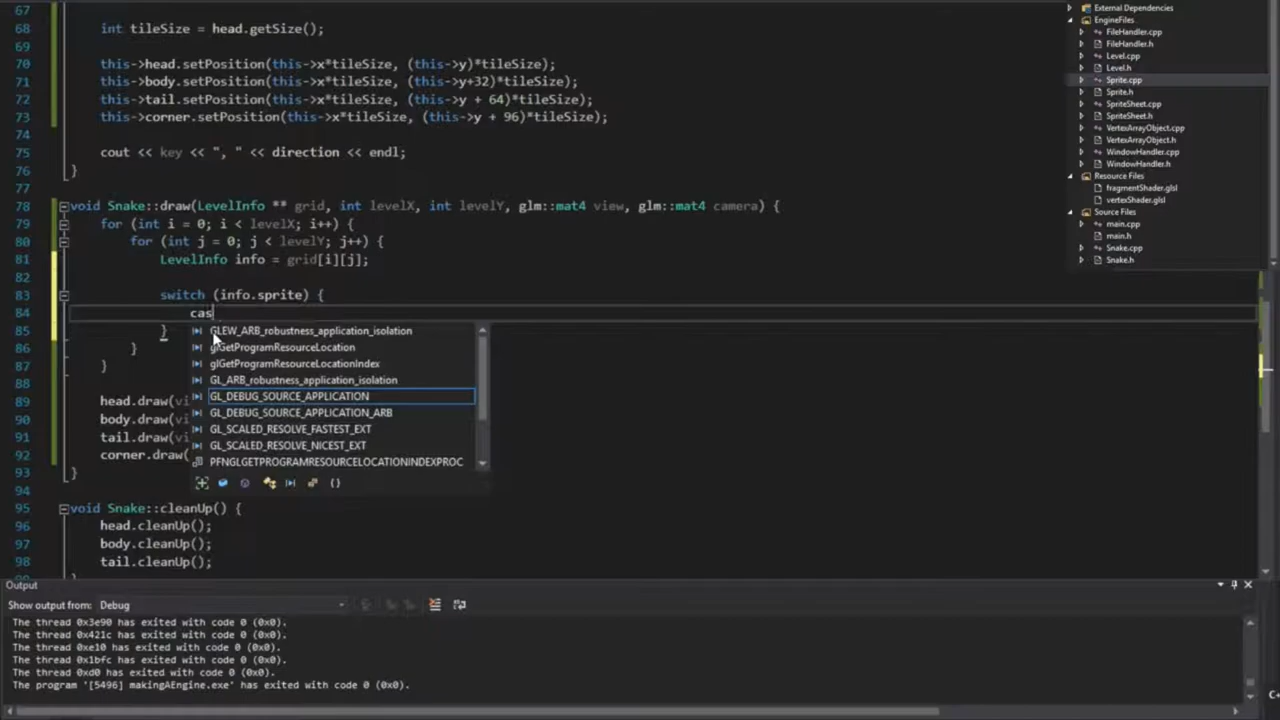 67
68 int tileSize = head.getSize();
69
70 this->head.setPosition(this->x*tileSize, (this->y)*tileSize);
71 this->body.setPosition(this->x*tileSize, (this->y+32)*tileSize);
72 this->tail.setPosition(this->x*tileSize, (this->y + 64)*tileSize);
73 this->corner.setPosition(this->x*tileSize, (this->y + 96)*tileSize);
74
75 cout << key << ", " << direction << endl;
76 }
77
78 void Snake::draw(LevelInfo ** grid, int levelX, int levelY, glm::mat4 view, glm::mat4 camera) {
79 for (int i = 0; i < levelX; i++) {
80 for (int j = 0; j < levelY; j++) {
81 LevelInfo info = grid[i][j];
82
83 switch (info.sprite) {
84 cas
85 }
86 }
87 }
88
89 head.draw(vi
90 body.draw(vi
91 tail.draw(vi
92 corner.draw(
93 }
94
95 void Snake::cleanUp() {
96 head.cleanUp();
97 body.cleanUp();
98 tail.cleanUp();
GLEW_ARB_robustness_application_isolation
glGetProgramResourceLocation
glGetProgramResourceLocationIndex
GL_ARB_robustness_application_isolation
GL_DEBUG_SOURCE_APPLICATION
GL_DEBUG_SOURCE_APPLICATION_ARB
GL_SCALED_RESOLVE_FASTEST_EXT
GL_SCALED_RESOLVE_NICEST_EXT
PFNGLGETPROGRAMRESOURCELOCATIONINDEXPROC
External Dependencies
EngineFiles
FileHandler.cpp
FileHandler.h
Level.cpp
Level.h
Sprite.cpp
Sprite.h
SpriteSheet.cpp
SpriteSheet.h
VertexArrayObject.cpp
VertexArrayObject.h
WindowHandler.cpp
WindowHandler.h
Resource Files
fragmentShader.glsl
vertexShader.glsl
Source Files
main.cpp
main.h
Snake.cpp
Snake.h
Output
Show output from: Debug
The thread 0x3e90 has exited with code 0 (0x0).
The thread 0x421c has exited with code 0 (0x0).
The thread 0xe10 has exited with code 0 (0x0).
The thread 0x1bfc has exited with code 0 (0x0).
The thread 0xd0 has exited with code 0 (0x0).
The program '[5496] makingAEngine.exe' has exited with code 0 (0x0).